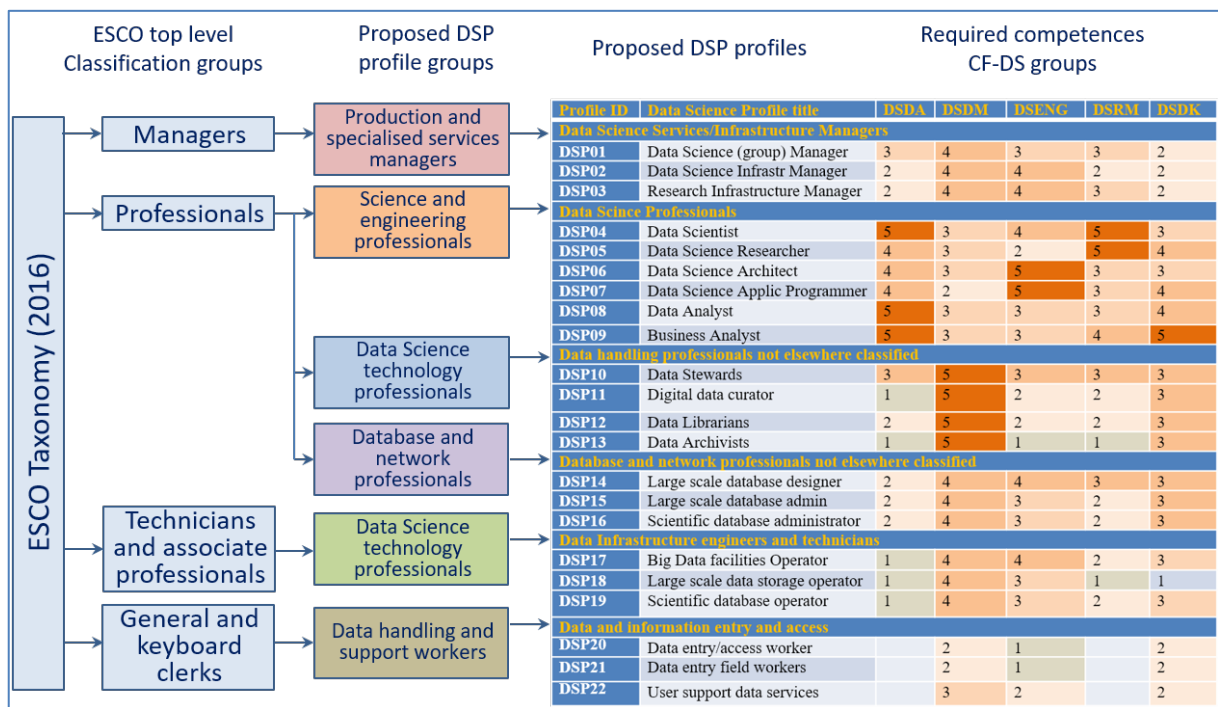 ESCO top level
Classification groups
Proposed DSP
profile groups
Proposed DSP profiles
Required competences
CF-DS groups
ESCO Taxonomy (2016)
Managers
Professionals
Technicians
and associate
professionals
General and
keyboard
clerks
Production and
specialised services
managers
Science and
engineering
professionals
Data Science
technology
professionals
Database and
network
professionals
Data Science
technology
professionals
Data handling and
support workers
Profile ID Data Science Profile title DSDA DSDM DSENG DSRM DSDK
Data Science Services/Infrastructure Managers
DSP01 Data Science (group) Manager 3 4 3 3 2
DSP02 Data Science Infrastr Manager 2 4 4 2 2
DSP03 Research Infrastructure Manager 2 4 4 3 2
Data Scince Professionals
DSP04 Data Scientist 5 3 4 5 3
DSP05 Data Science Researcher 4 3 2 5 4
DSP06 Data Science Architect 4 3 5 3 3
DSP07 Data Science Applic Programmer 4 2 5 3 4
DSP08 Data Analyst 5 3 3 3 4
DSP09 Business Analyst 5 3 3 4 5
Data handling professionals not elsewhere classified
DSP10 Data Stewards 3 5 3 3 3
DSP11 Digital data curator 1 5 2 2 3
DSP12 Data Librarians 2 5 2 2 3
DSP13 Data Archivists 1 5 1 1 3
Database and network professionals not elsewhere classified
DSP14 Large scale database designer 2 4 4 3 3
DSP15 Large scale database admin 2 4 3 2 3
DSP16 Scientific database administrator 2 4 3 2 3
Data Infrastructure engineers and technicians
DSP17 Big Data facilities Operator 1 4 4 2 3
DSP18 Large scale data storage operator 1 4 3 1 1
DSP19 Scientific database operator 1 4 3 2 3
Data and information entry and access
DSP20 Data entry/access worker 2 1 2
DSP21 Data entry field workers 2 1 2
DSP22 User support data services 3 2 2